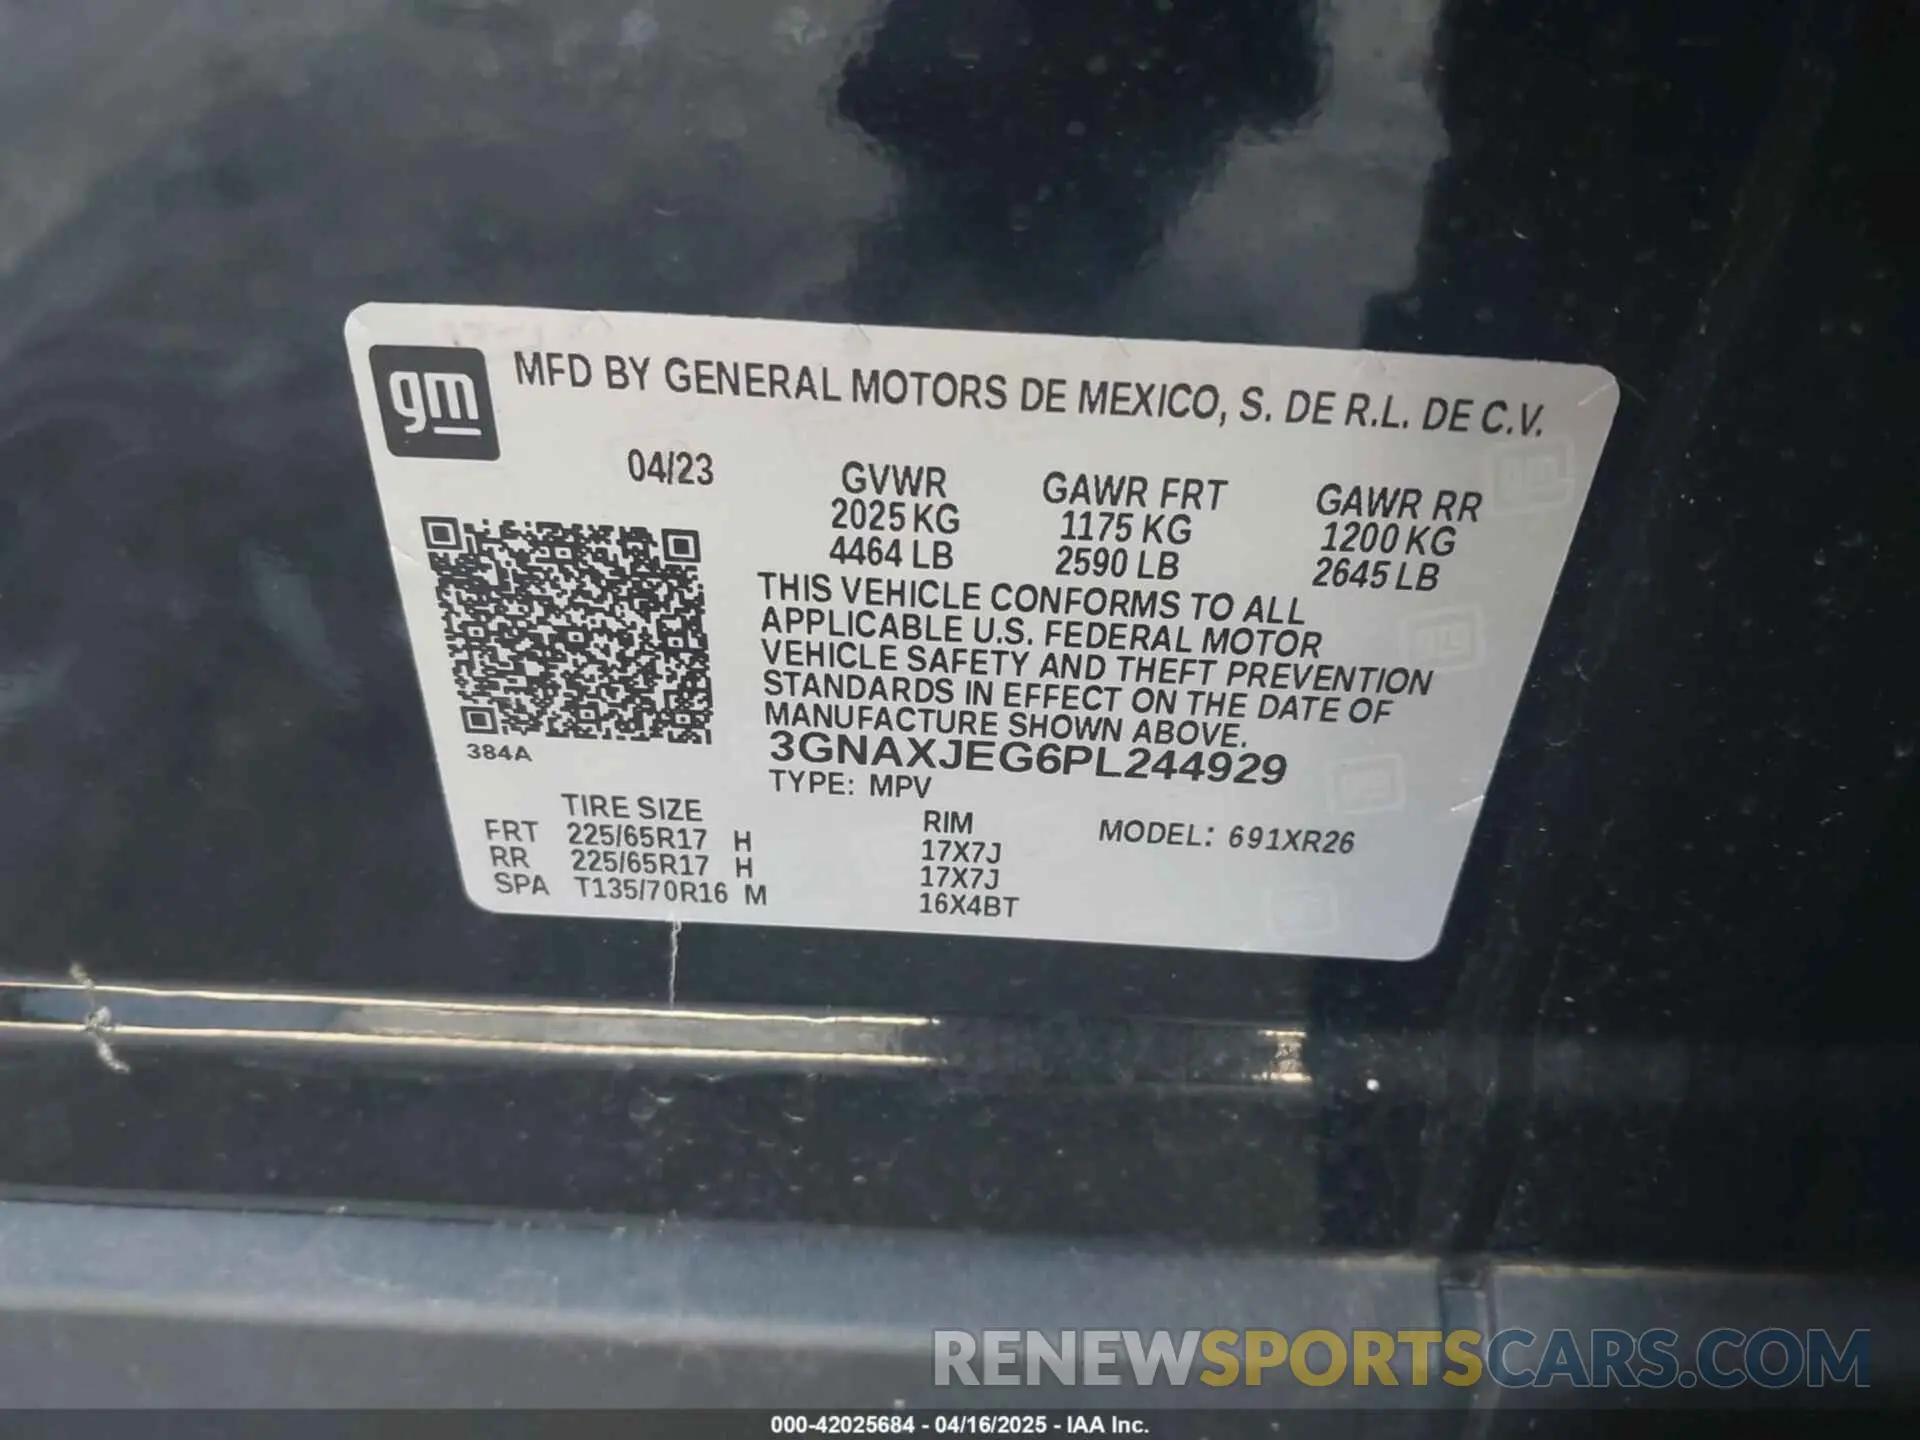 gm
MFD BY GENERAL MOTORS DE MEXICO, S. DE R.L. DE C.V.
04/23
GVWR GAWR FRT GAWR RR
2025 KG 1175 KG 1200 KG
4464 LB 2590 LB 2645 LB
THIS VEHICLE CONFORMS TO ALL
APPLICABLE U.S. FEDERAL MOTOR
VEHICLE SAFETY AND THEFT PREVENTION
STANDARDS IN EFFECT ON THE DATE OF
MANUFACTURE SHOWN ABOVE.
384A
3GNAXJEG6PL244929
TYPE: MPV
TIRE SIZE RIM MODEL: 691XR26
FRT 225/65R17 H 17X7J
RR 225/65R17 H 17X7J
SPA T135/70R16 M 16X4BT
RENEWSPORTSCARS.COM
000-42025684 - 04/16/2025 - IAA Inc.